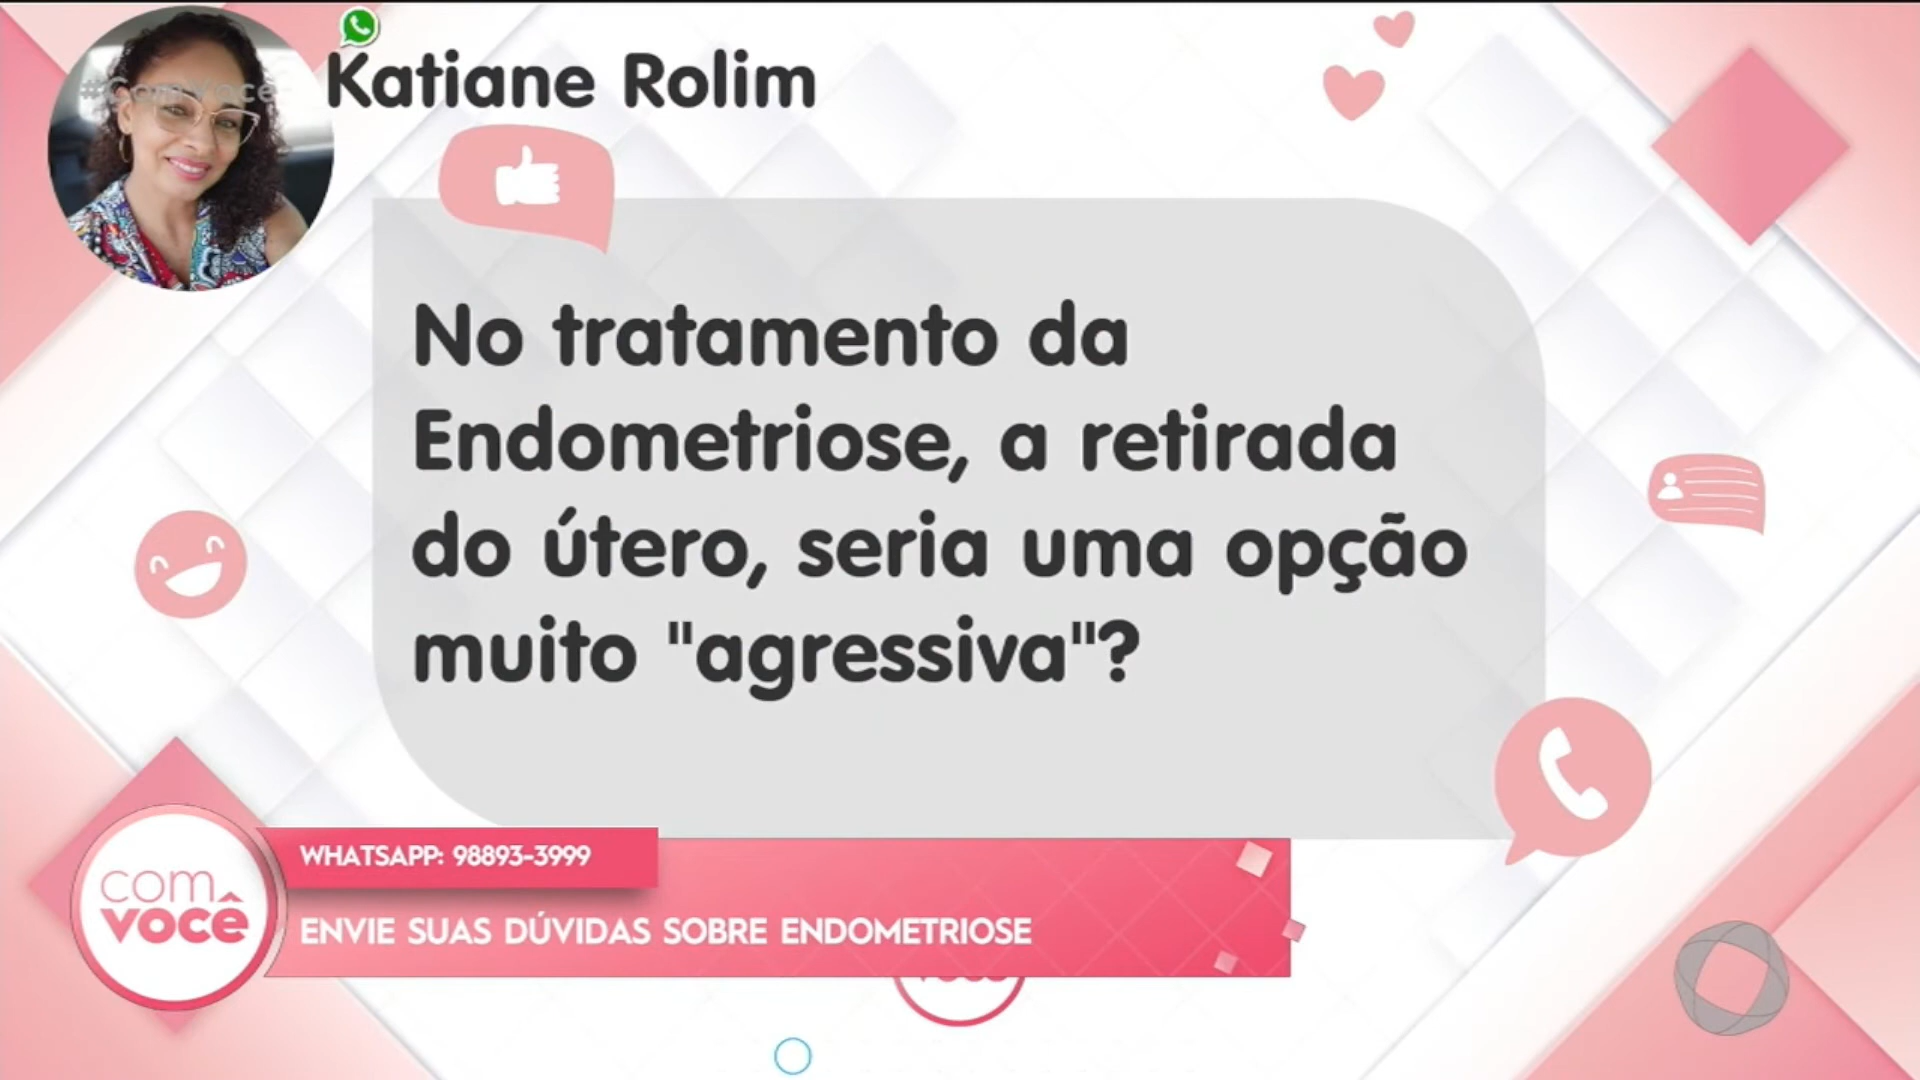 #ComVocê
Katiane Rolim
No tratamento da
Endometriose, a retirada
do útero, seria uma opção
muito "agressiva"?
WHATSAPP: 98893-3999
com
você
ENVIE SUAS DÚVIDAS SOBRE ENDOMETRIOSE